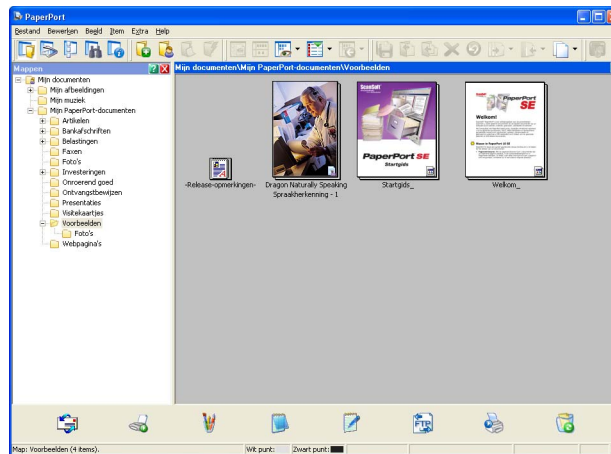 PaperPort
Bestand Bewerken Beeld Item Extra Help
Mappen
Mijn documenten\Mijn PaperPort-documenten\Voorbeelden
Mijn documenten
Mijn afbeeldingen
Mijn muziek
Mijn PaperPort-documenten
Artikelen
Bankafschriften
Belastingen
Faxen
Foto's
Investeringen
Onroerend goed
Ontvangstbewijzen
Presentaties
Visitekaartjes
Voorbeelden
Foto's
Webpagina's
ScanSoft
PaperPort SE
Startgids
PaperPort
SE
Welkom!
-Release-opmerkingen-
Dragon Naturally Speaking
Spraakherkenning - 1
Startgids_
Welkom_
FTP
Map: Voorbeelden (4 items).
Wit punt:
Zwart punt: